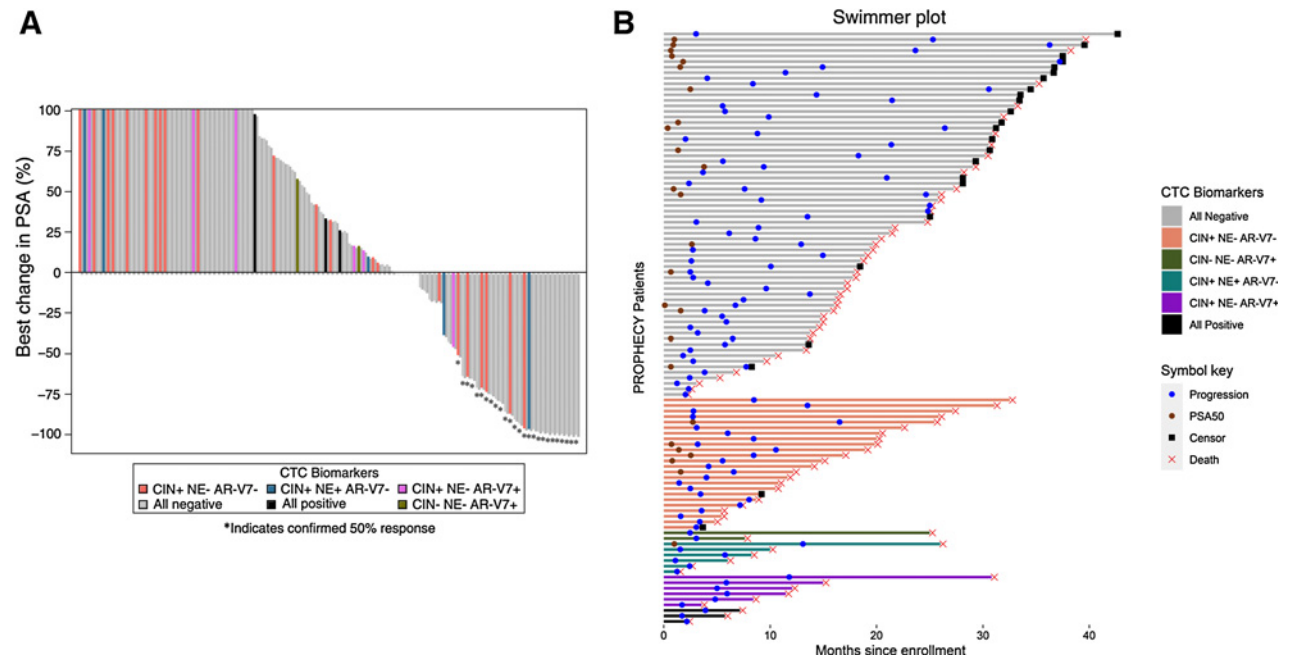 A
Best change in PSA (%)
100
75
50
25
0
−25
−50
−75
−100
CTC Biomarkers
CIN+ NE- AR-V7- CIN+ NE+ AR-V7- CIN+ NE- AR-V7+
All negative All positive CIN- NE- AR-V7+
*Indicates confirmed 50% response
B
Swimmer plot
PROPHECY Patients
0 10 20 30 40
Months since enrollment
CTC Biomarkers
All Negative
CIN+ NE- AR-V7-
CIN- NE- AR-V7+
CIN+ NE+ AR-V7-
CIN+ NE- AR-V7+
All Positive
Symbol key
Progression
PSA50
Censor
Death